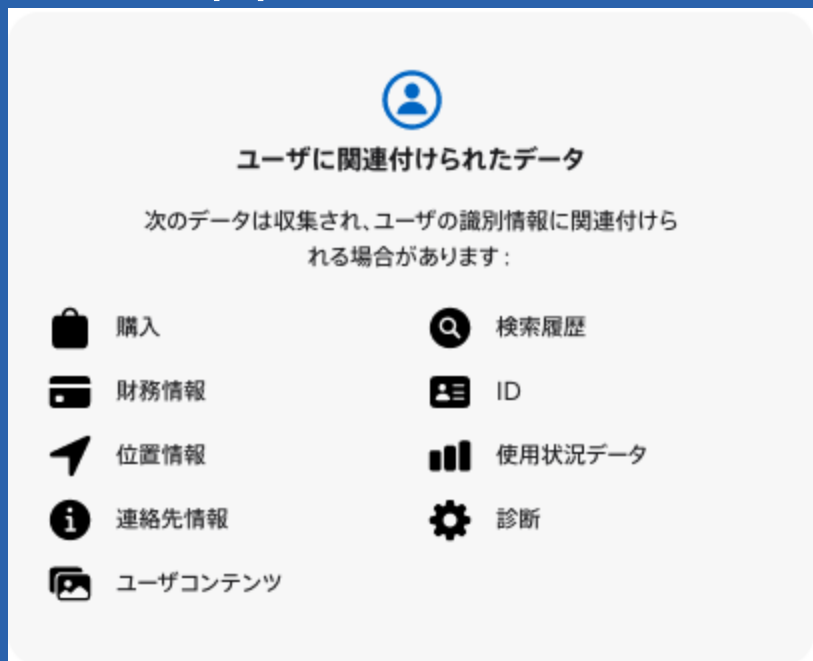 ユーザに関連付けられたデータ
次のデータは収集され、ユーザの識別情報に関連付けら
れる場合があります:
購入
検索履歴
財務情報
ID
位置情報
使用状況データ
連絡先情報
診断
ユーザコンテンツ